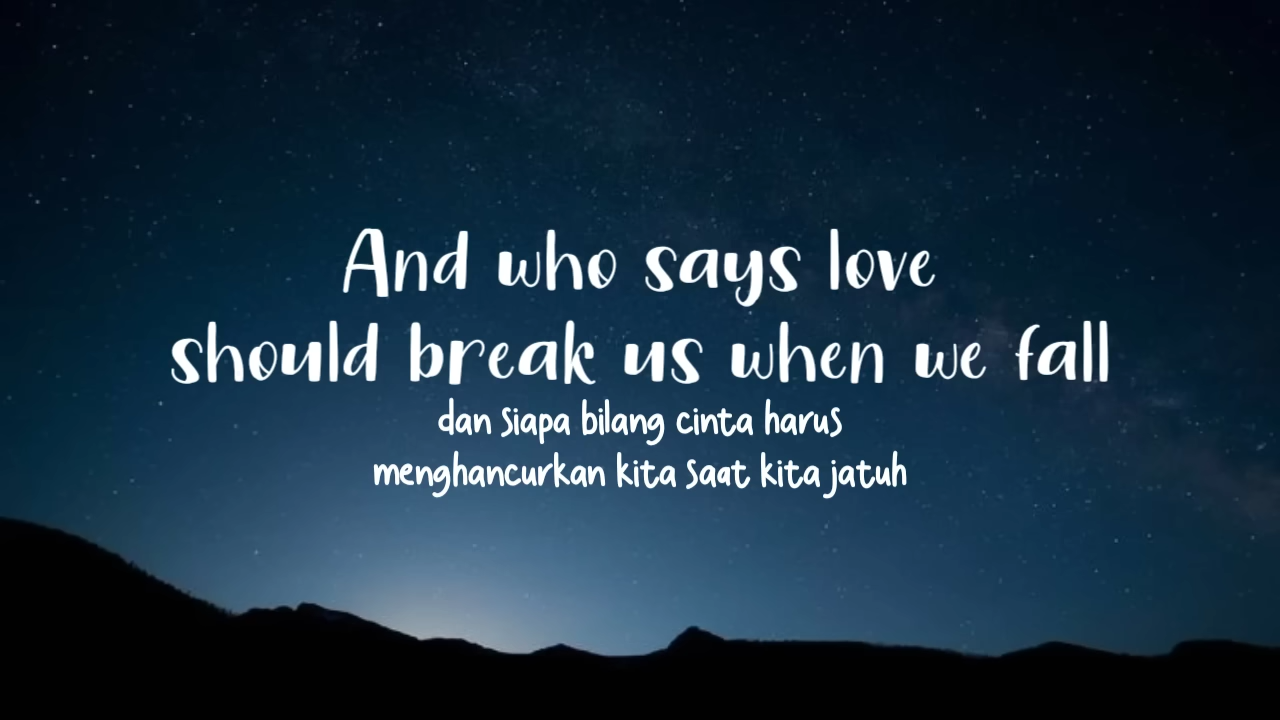 And who says love
should break us when we fall
dan siapa bilang cinta harus
menghancurkan kita saat kita jatuh